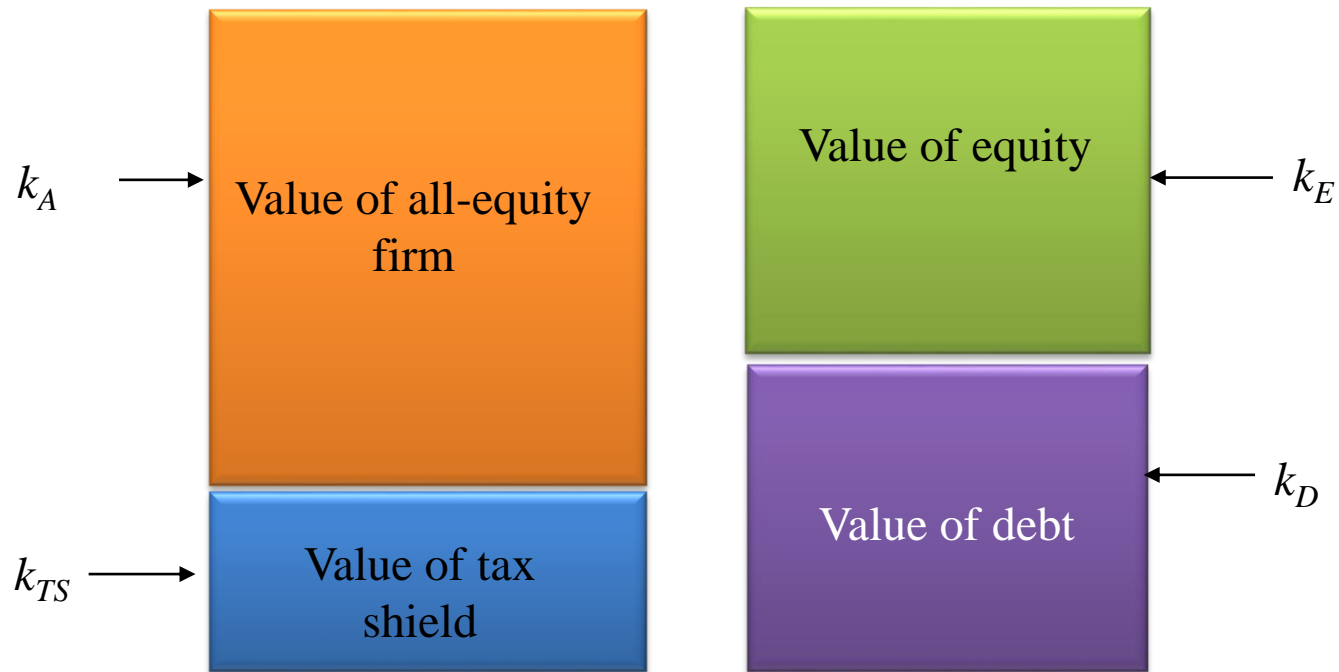 k_A
Value of all-equity
firm
k_TS
Value of tax
shield
Value of equity
k_E
Value of debt
k_D